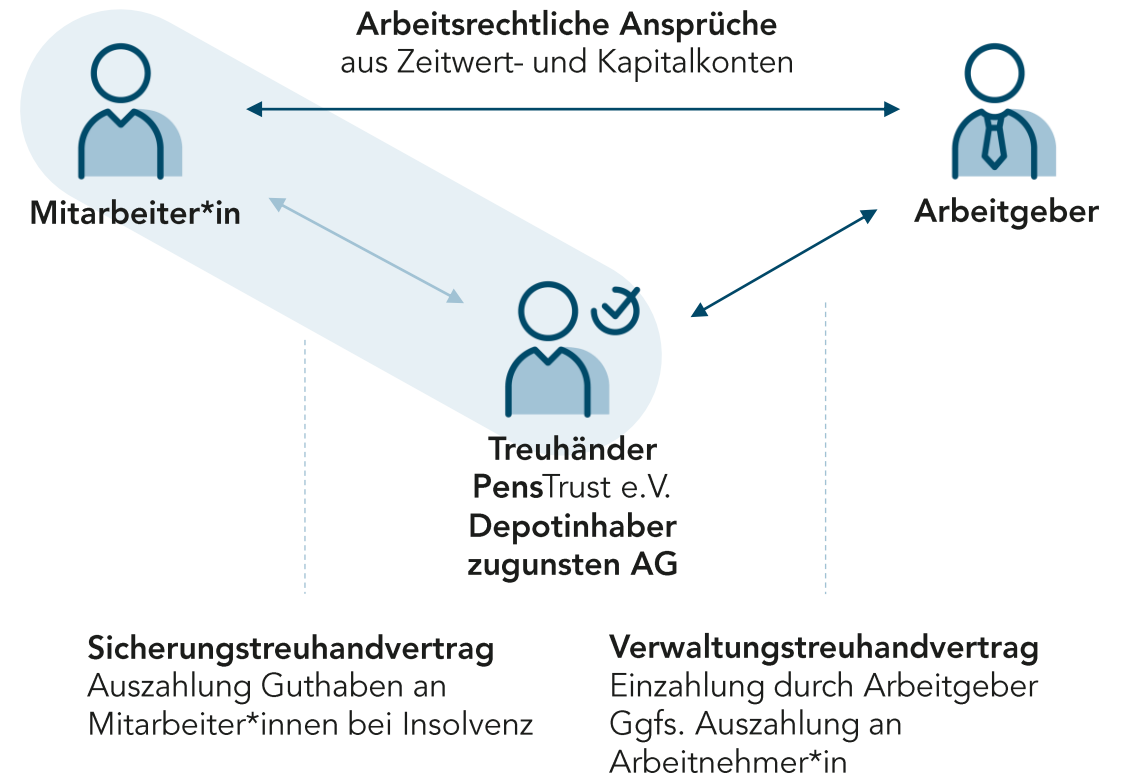 Arbeitsrechtliche Ansprüche
aus Zeitwert- und Kapitalkonten
Mitarbeiter*in
Arbeitgeber
Treuhänder
PensTrust e.V.
Depotinhaber
zugunsten AG
Sicherungstreuhandvertrag
Auszahlung Guthaben an
Mitarbeiter*innen bei Insolvenz
Verwaltungstreuhandvertrag
Einzahlung durch Arbeitgeber
Ggfs. Auszahlung an
Arbeitnehmer*in